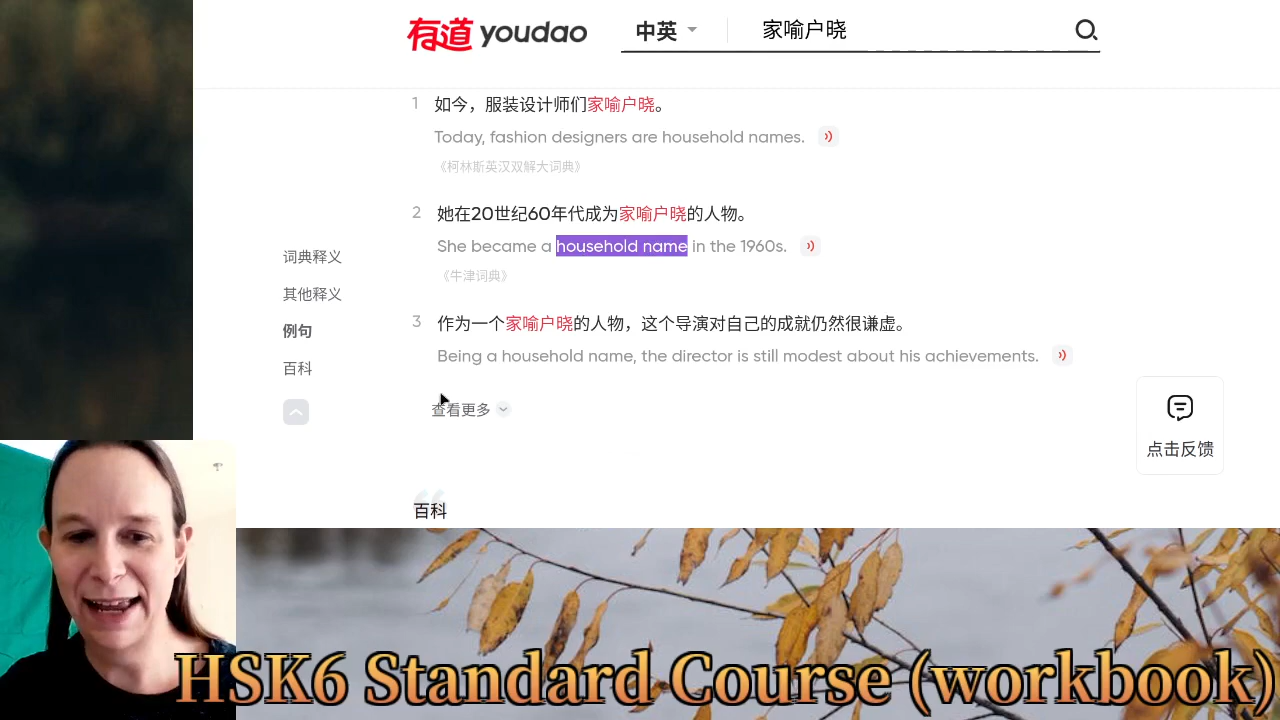 有道 youdao
中英
家喻户晓
1 如今，服装设计师们家喻户晓。
Today, fashion designers are household names.
《柯林斯英汉双解大词典》
2 她在20世纪60年代成为家喻户晓的人物。
She became a household name in the 1960s.
《牛津词典》
3 作为一个家喻户晓的人物，这个导演对自己的成就仍然很谦虚。
Being a household name, the director is still modest about his achievements.
查看更多
词典释义
其他释义
例句
百科
点击反馈
百科
HSK6 Standard Course (workbook)